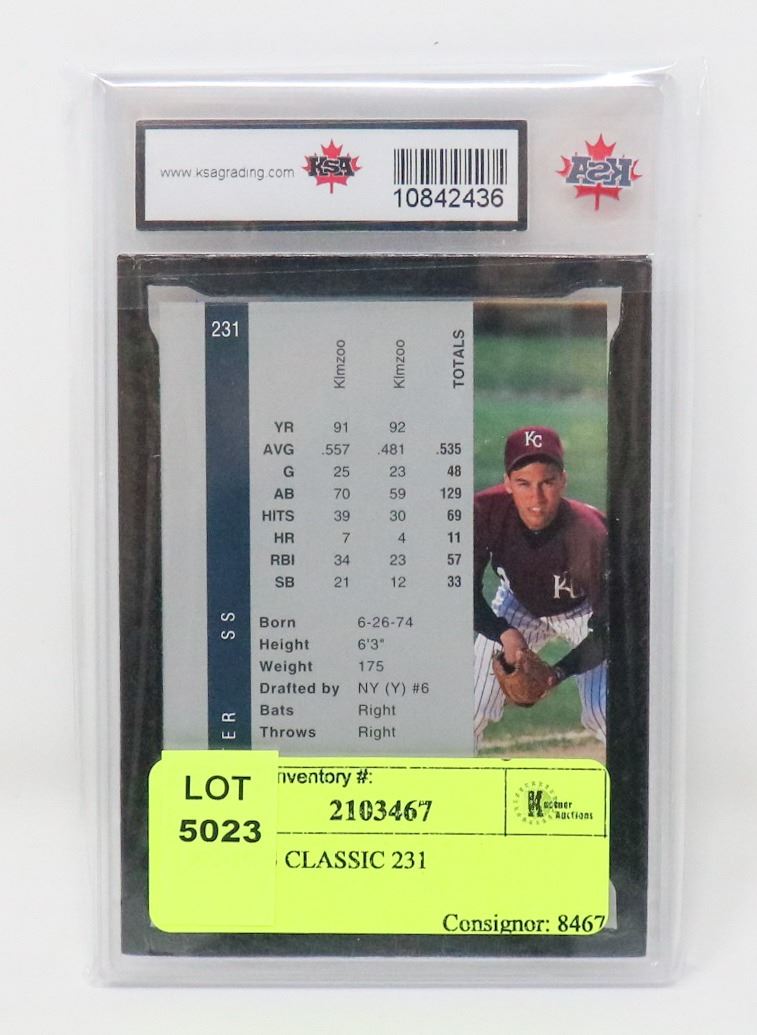 www.ksagrading.com KSA 10842436
KSA
231
Klmzoo Klmzoo TOTALS
YR 91 92
AVG .557 .481 .535
G 25 23 48
AB 70 59 129
HITS 39 30 69
HR 7 4 11
RBI 34 23 57
SB 21 12 33
SS
TER
Born 6-26-74
Height 6'3"
Weight 175
Drafted by NY (Y) #6
Bats Right
Throws Right
KC
LOT
5023
nventory #:
2103467
Auctions
CLASSIC 231
Consignor: 8467